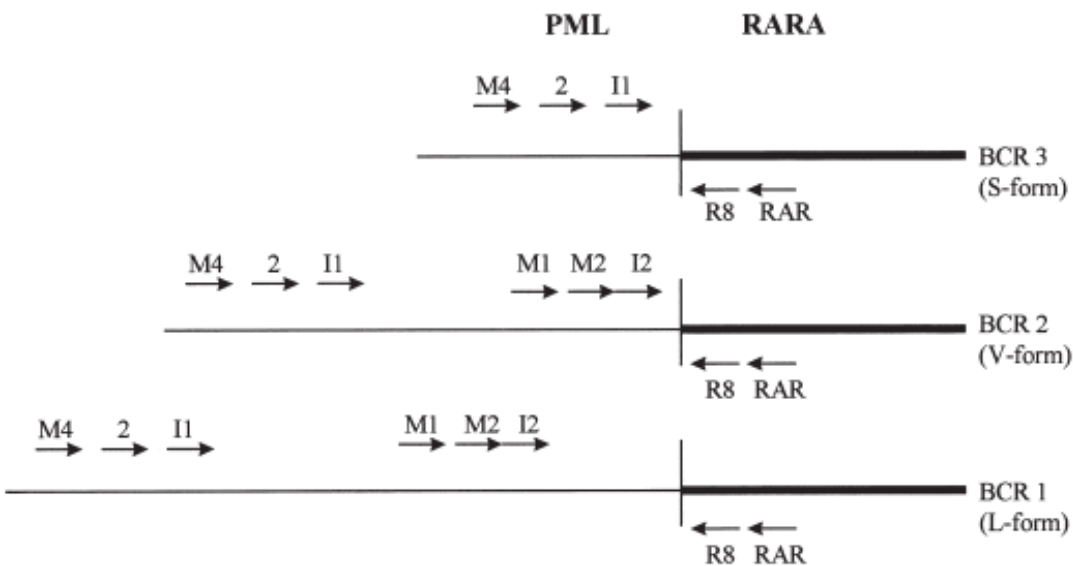 PML RARA
M4 2 I1
BCR 3
(S-form)
R8 RAR
M4 2 I1 M1 M2 I2
BCR 2
(V-form)
R8 RAR
M4 2 I1 M1 M2 I2
BCR 1
(L-form)
R8 RAR